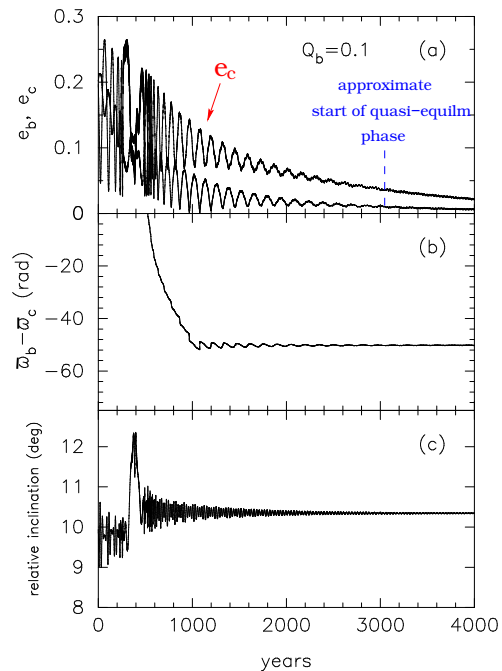 0.3
0.2
0.1
0
e_b, e_c
Q_b=0.1
(a)
e_c
approximate
start of quasi-equilm
phase
-20
-40
-60
ϖ_b-ϖ_c (rad)
(b)
12
11
10
9
8
relative inclination (deg)
(c)
0
1000
2000
3000
4000
years